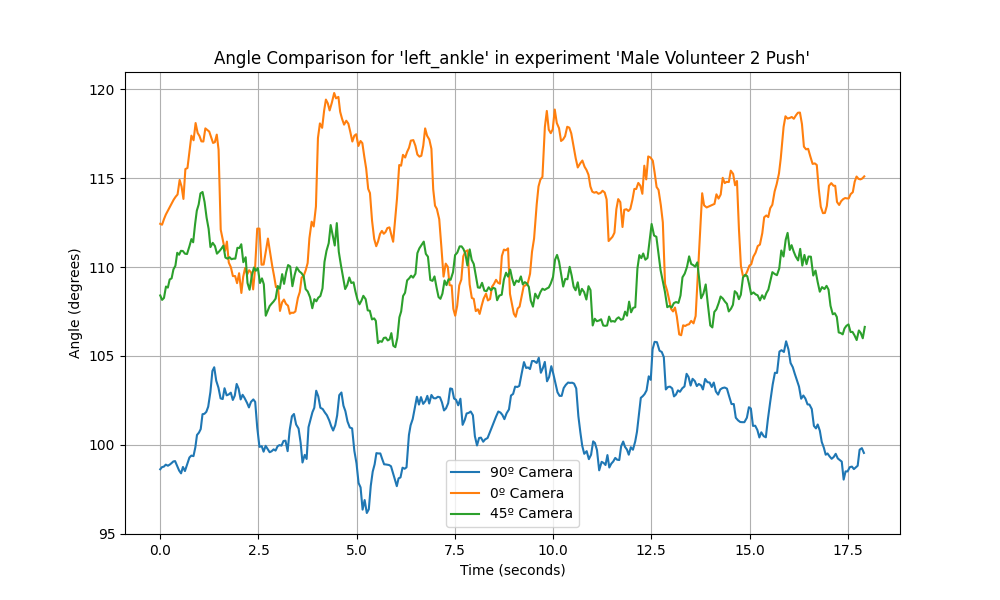 Angle Comparison for 'left_ankle' in experiment 'Male Volunteer 2 Push'
120
115
110
105
100
95
Angle (degrees)
90º Camera
0º Camera
45º Camera
0.0 2.5 5.0 7.5 10.0 12.5 15.0 17.5
Time (seconds)